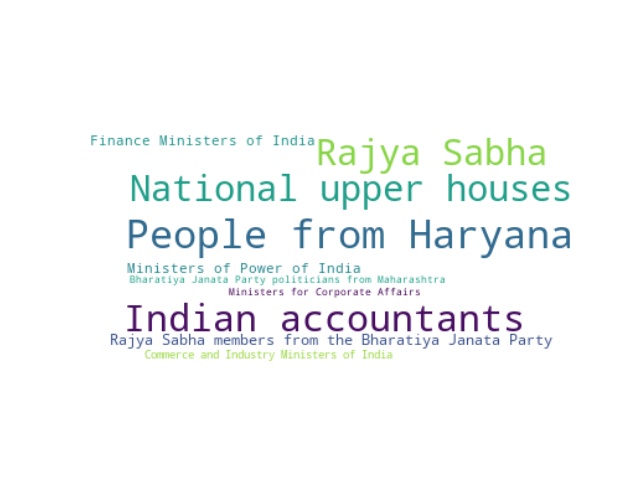 Finance Ministers of India
Rajya Sabha
National upper houses
People from Haryana
Ministers of Power of India
Bharatiya Janata Party politicians from Maharashtra
Ministers for Corporate Affairs
Indian accountants
Rajya Sabha members from the Bharatiya Janata Party
Commerce and Industry Ministers of India